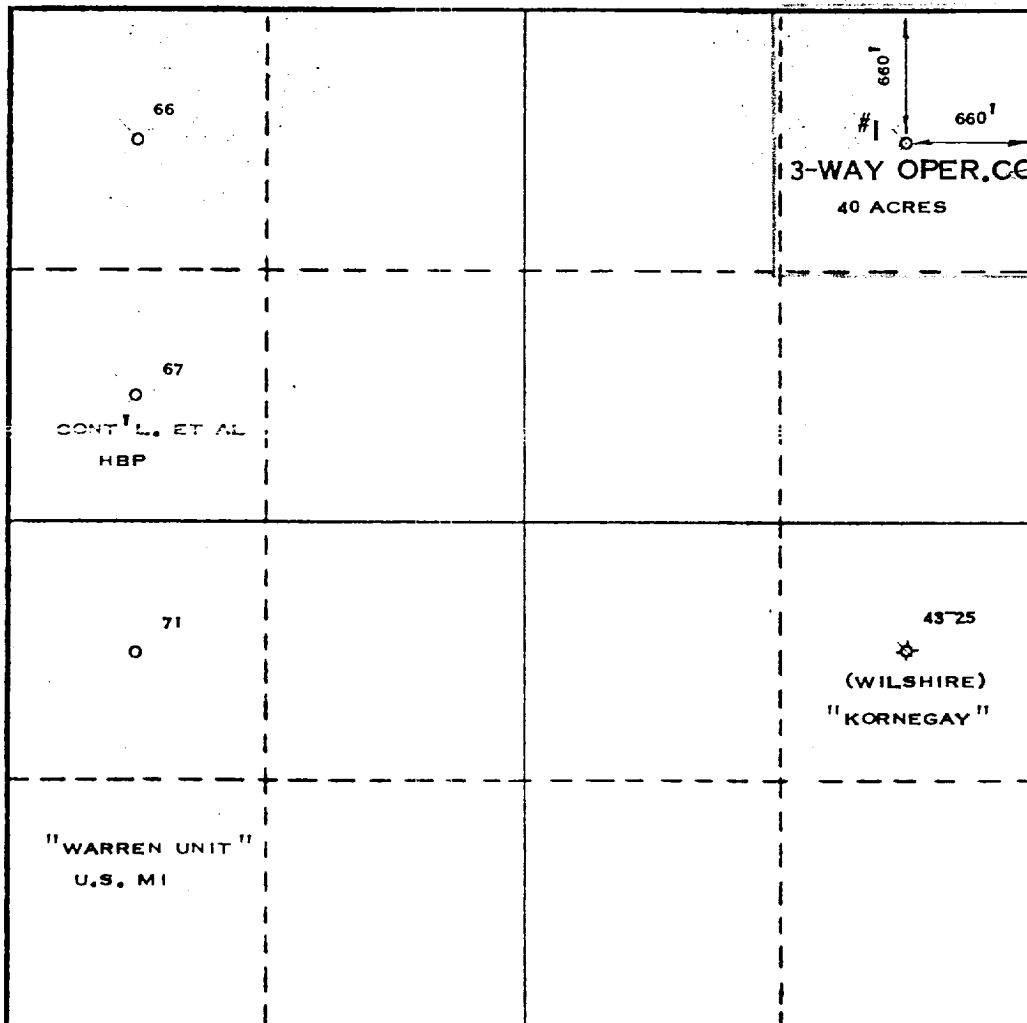 66
660'
#1
660'
3-WAY OPER.CO
40 ACRES
67
CONT'L. ET AL
HBP
71
43-25
(WILSHIRE)
"KORNEGAY"
"WARREN UNIT"
U.S. MI